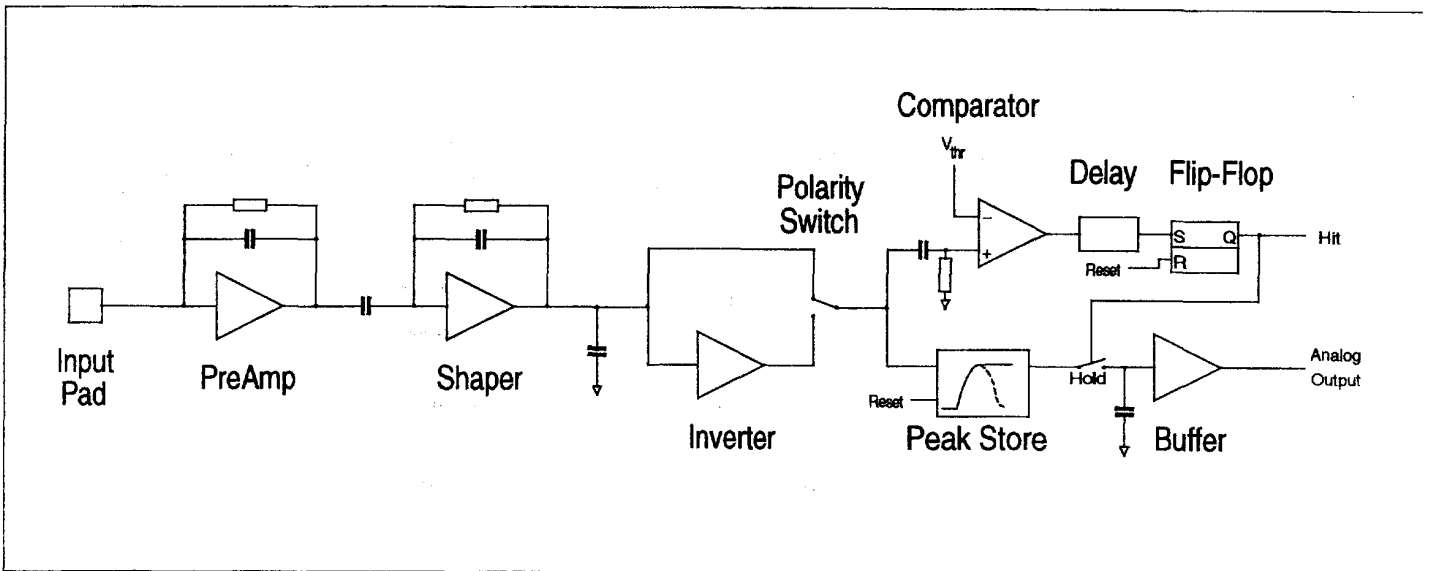 Input
Pad
PreAmp
Shaper
Inverter
Polarity
Switch
Comparator
Vthr
−
+
Delay
Flip-Flop
S
Q
R
Reset
Hit
Reset
Peak Store
Hold
Buffer
Analog
Output